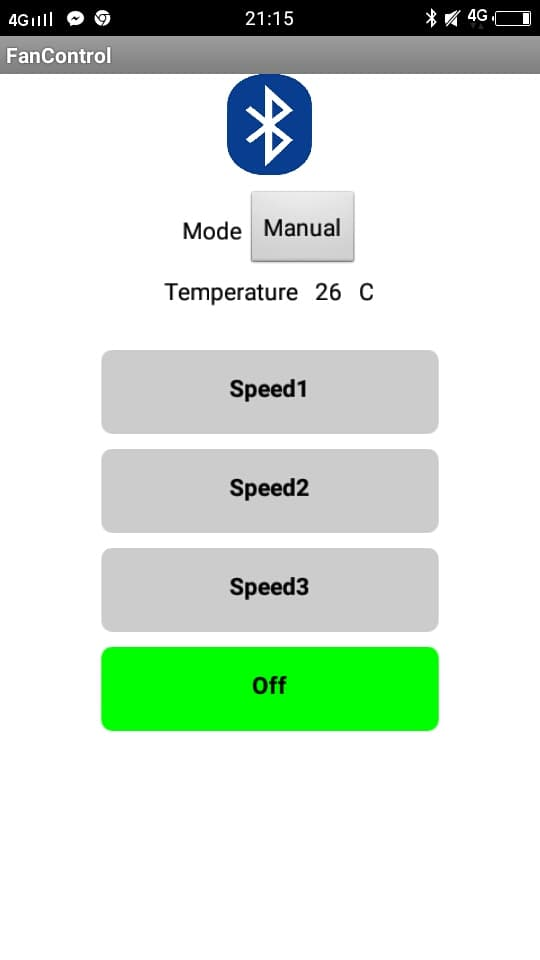 4G 21:15 4G
FanControl
Mode Manual
Temperature 26 C
Speed1
Speed2
Speed3
Off